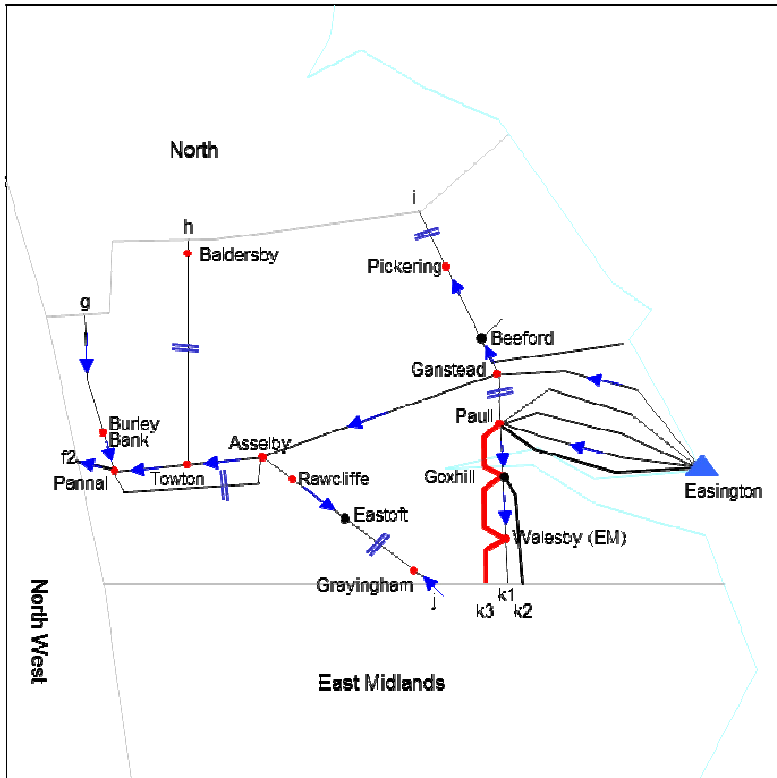 North
i
h
Baldersby
Pickering
g
Beeford
Ganstead
Burley
Bank
Paull
Asselby
f2
Pannal
Towton
Rawcliffe
Goxhill
Easington
Eastoft
Walesby (EM)
Grayingham
j
k1
k3
k2
North West
East Midlands